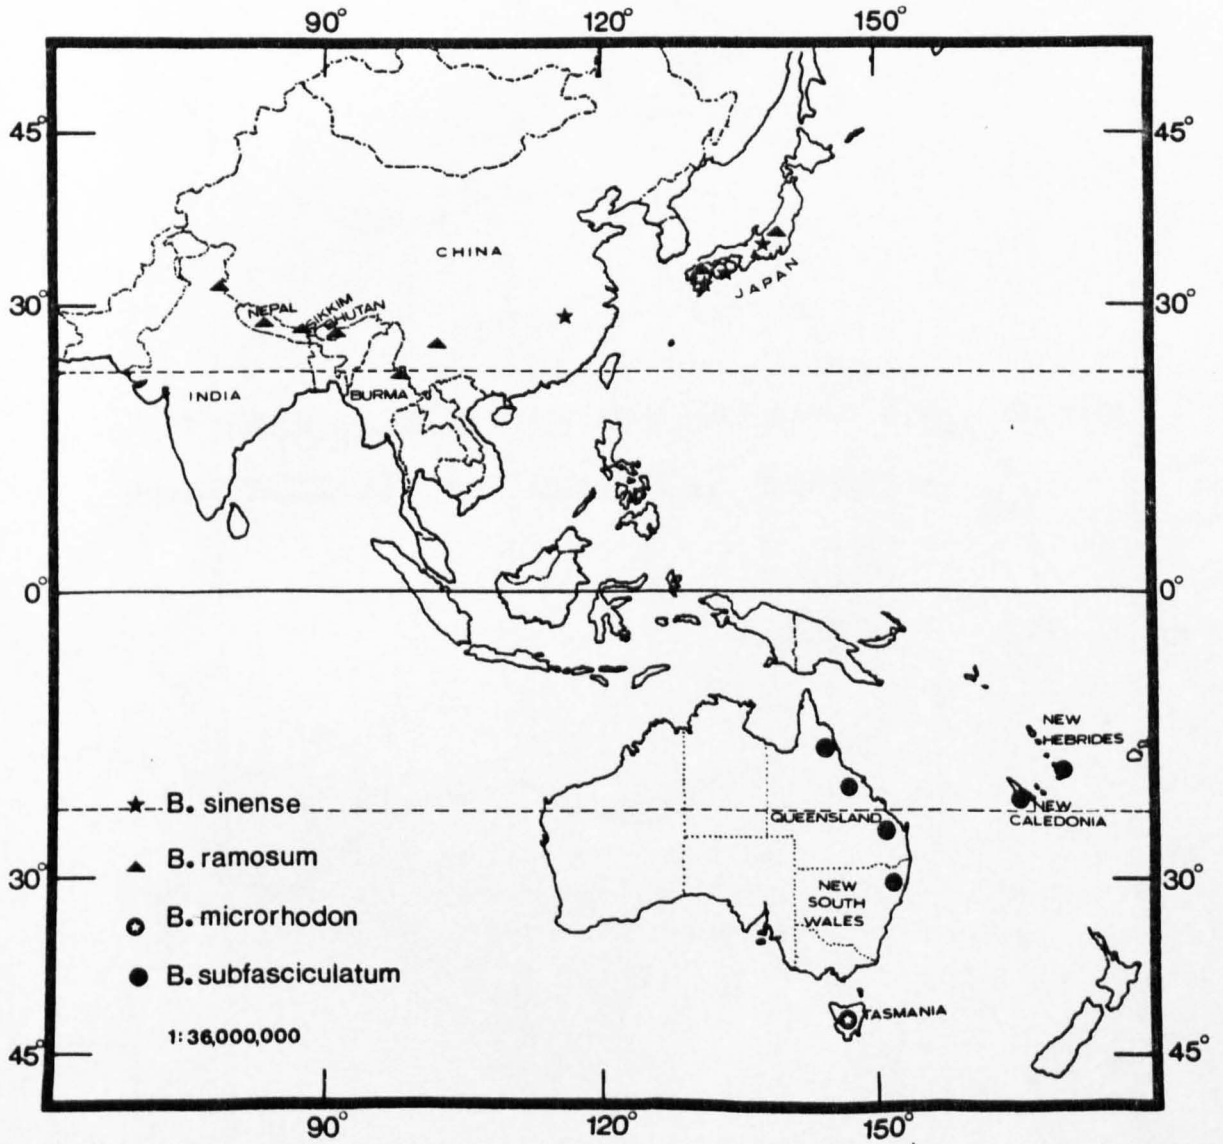 90° 120° 150°
45° 45°
CHINA
JAPAN
30° 30°
NEPAL SIKKIM BHUTAN
INDIA BURMA
0° 0°
NEW
HEBRIDES
★ B. sinense
NEW
CALEDONIA
QUEENSLAND
▲ B. ramosum
30° 30°
NEW
SOUTH
WALES
B. microrhodon
● B. subfasciculatum
TASMANIA
1:36,000,000
45° 45°
90° 120° 150°